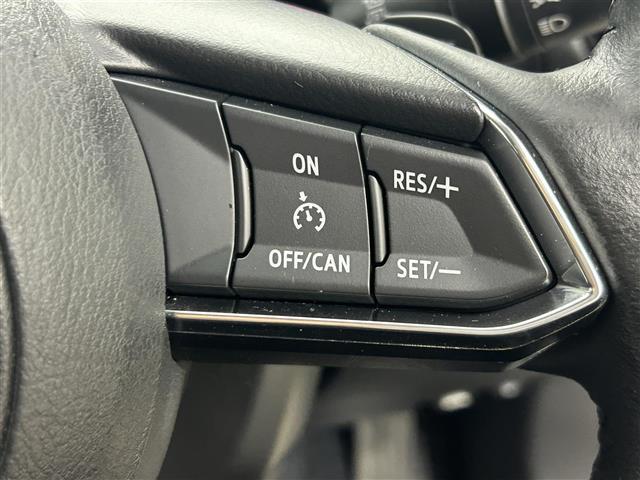 ON
RES/+
OFF/CAN
SET/-